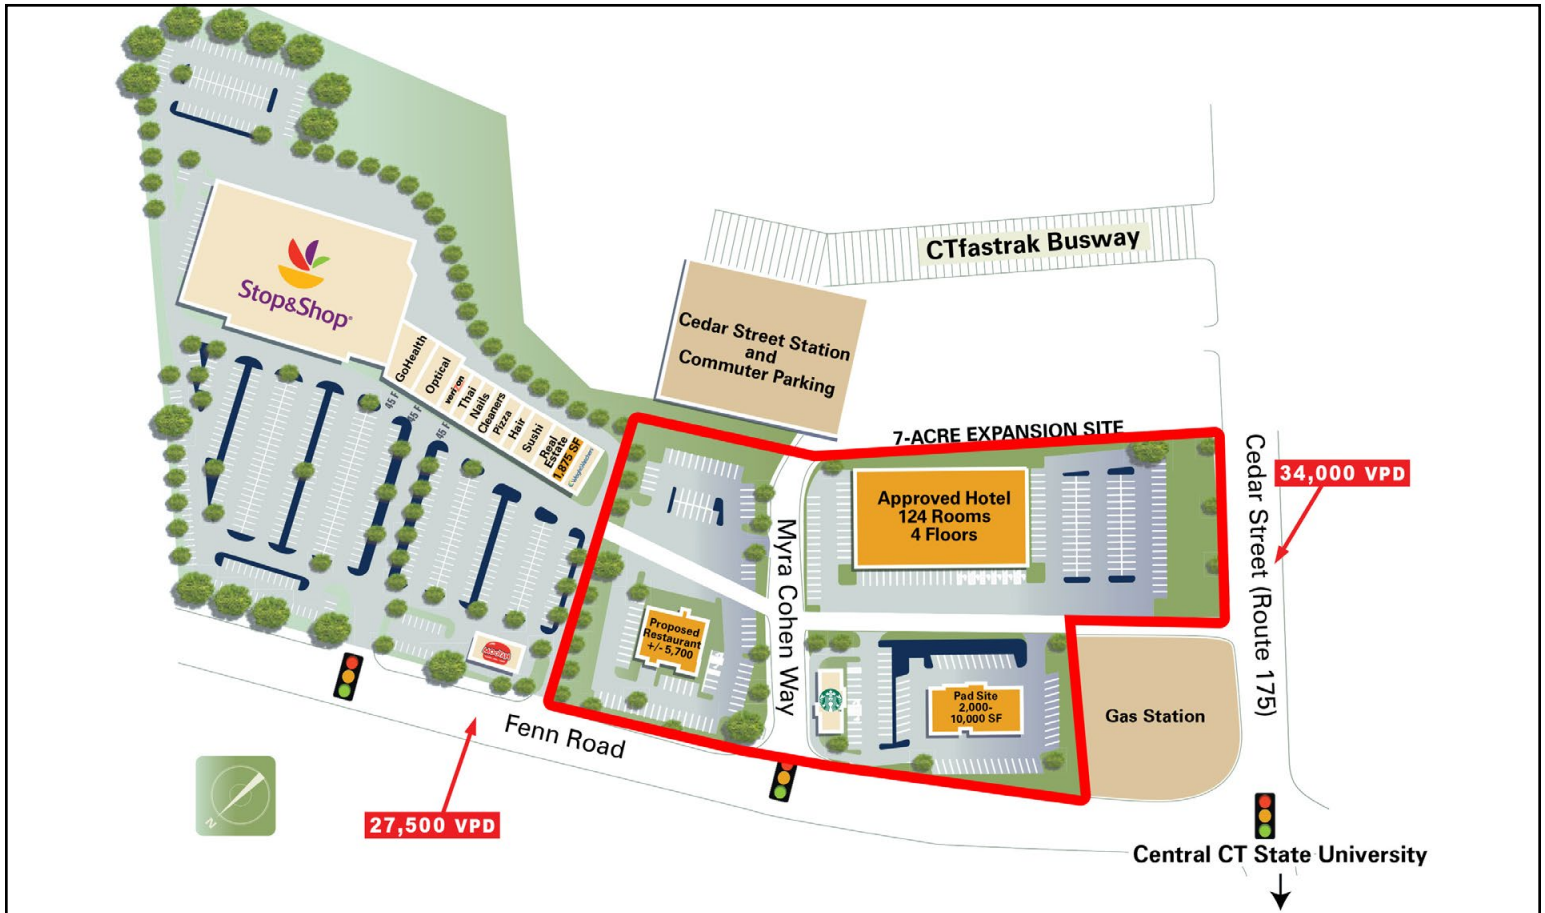 CTfastrak Busway
Stop&Shop®
Cedar Street Station
and
Commuter Parking
GoHealth
Optical
verizon
Thai
Nails
Cleaners
Pizza
Hair
Sushi
Real
Estate
1,875 SF
45 F
45 F
45 F
7-ACRE EXPANSION SITE
Approved Hotel
124 Rooms
4 Floors
Cedar Street (Route 175)
34,000 VPD
Myra Cohen Way
Proposed
Restaurant
+/- 5,700
Pad Site
2,000-
10,000 SF
Gas Station
Fenn Road
27,500 VPD
N
Central CT State University